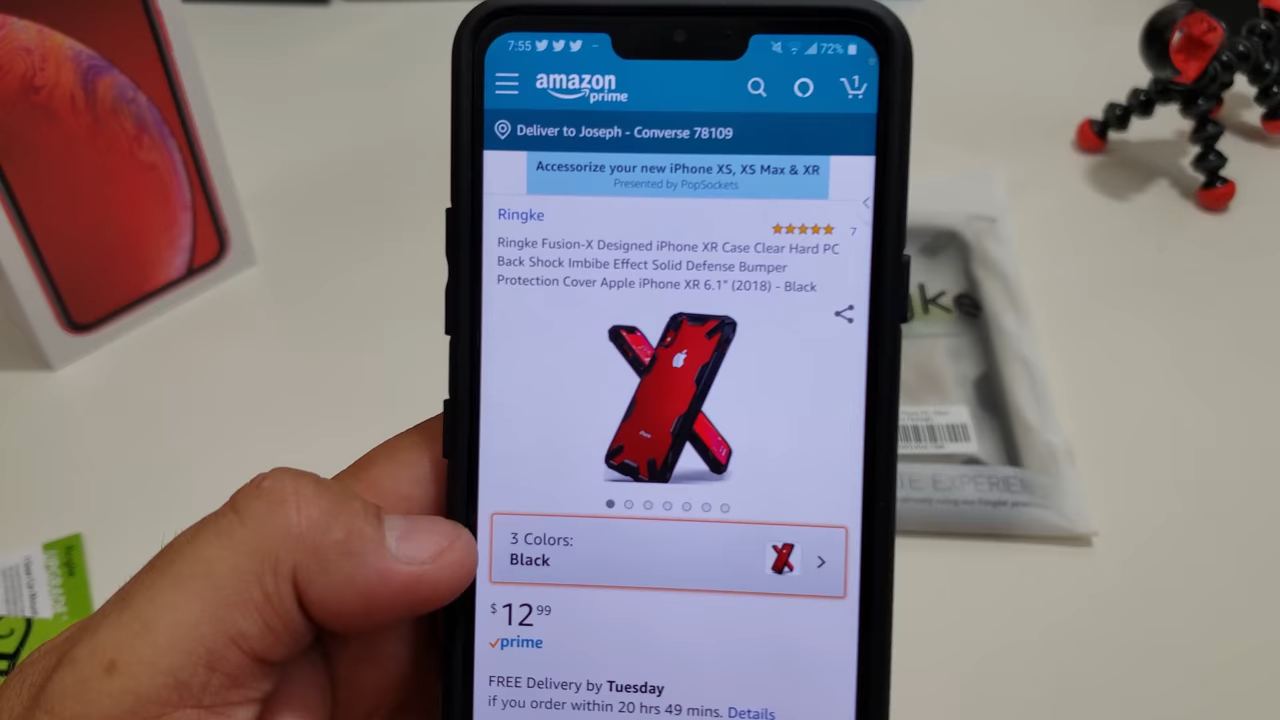 7:55
72%
amazon
prime
1
Deliver to Joseph - Converse 78109
Accessorize your new iPhone XS, XS Max & XR
Presented by PopSockets
Ringke
7
Ringke Fusion-X Designed iPhone XR Case Clear Hard PC
Back Shock Imbibe Effect Solid Defense Bumper
Protection Cover Apple iPhone XR 6.1" (2018) - Black
3 Colors:
Black
$12.99
prime
FREE Delivery by Tuesday
if you order within 20 hrs 49 mins. Details